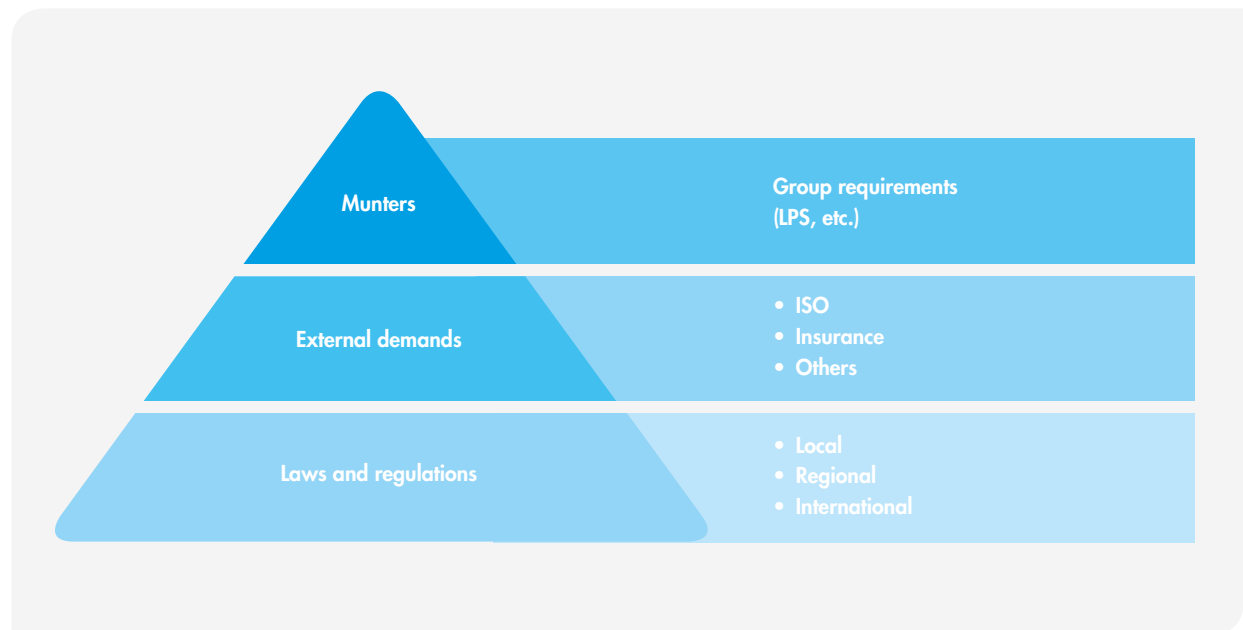 Munters
Group requirements
(LPS, etc.)
External demands
• ISO
• Insurance
• Others
Laws and regulations
• Local
• Regional
• International